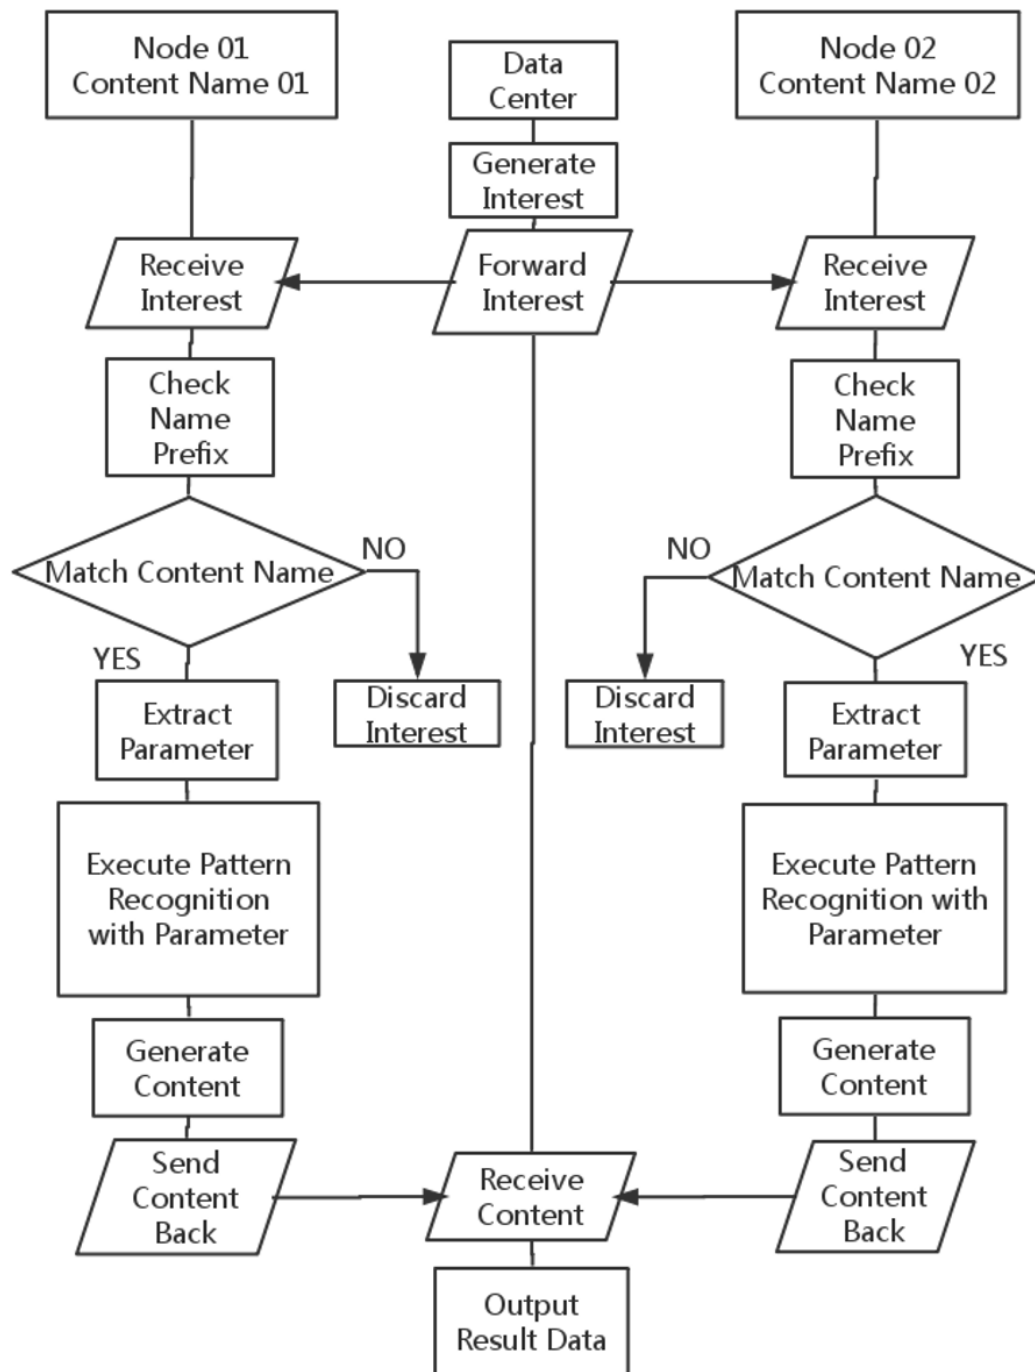 Node 01
Content Name 01
Data
Center
Node 02
Content Name 02
Generate
Interest
Receive
Interest
Forward
Interest
Receive
Interest
Check
Name
Prefix
Check
Name
Prefix
Match Content Name
NO
NO
Match Content Name
YES
YES
Extract
Parameter
Discard
Interest
Discard
Interest
Extract
Parameter
Execute Pattern
Recognition
with Parameter
Execute Pattern
Recognition with
Parameter
Generate
Content
Generate
Content
Send
Content
Back
Receive
Content
Send
Content
Back
Output
Result Data